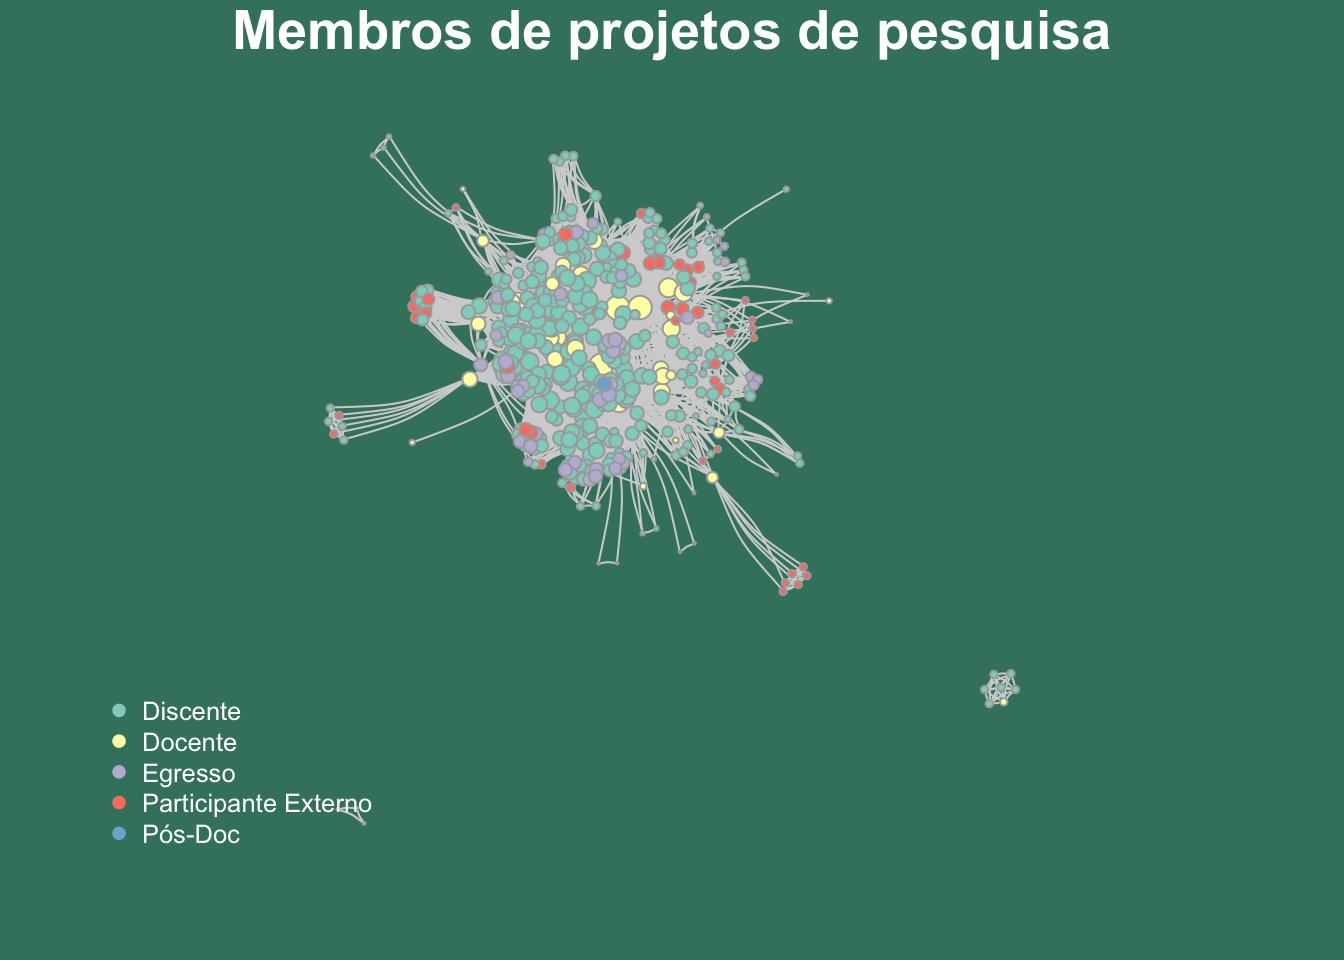 Membros de projetos de pesquisa
Discente
Docente
Egresso
Participante Externo
Pós-Doc